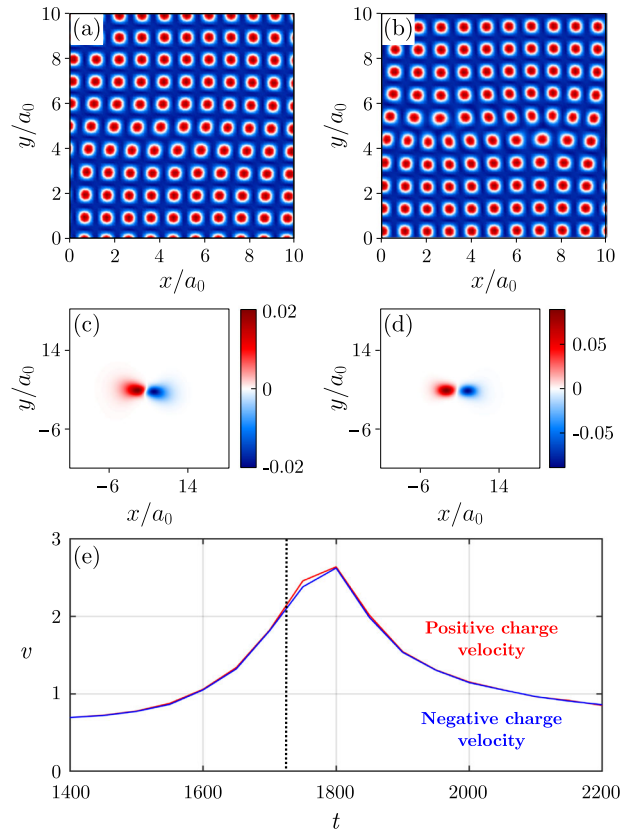 (a)
(b)
10
8
6
4
2
0
y/a₀
0 2 4 6 8 10
x/a₀
10
8
6
4
2
0
y/a₀
0 2 4 6 8 10
x/a₀
(c)
14
-6
y/a₀
-6 14
x/a₀
0.02
0
-0.02
(d)
14
-6
y/a₀
-6 14
x/a₀
0.05
0
-0.05
(e)
3
2
1
0
v
Positive charge
velocity
Negative charge
velocity
1400 1600 1800 2000 2200
t